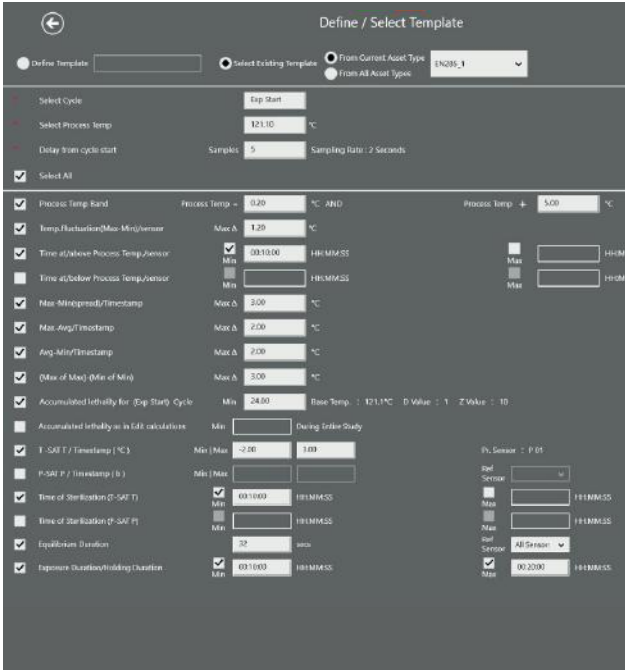 Define / Select Template
Define Template Select Existing Template From Current Asset Type EN285_1
From All Asset Types
* Select Cycle Exp Start
* Select Process Temp 121.10 °C
* Delay from cycle start Samples 5 Sampling Rate : 2 Seconds
Select All
Process Temp Band Process Temp - 0.20 °C AND Process Temp + 5.00 °C
Temp.Fluctuation(Max-Min)/sensor Max Δ 1.20 °C
Time at/above Process Temp./sensor Min 00:10:00 HH:MM:SS Max HH:M
Time at/below Process Temp./sensor Min HH:MM:SS Max HH:M
Max-Min(spread)/Timestamp Max Δ 3.00 °C
Max-Avg/Timestamp Max Δ 2.00 °C
Avg-Min/Timestamp Max Δ 2.00 °C
(Max of Max)-(Min of Min) Max Δ 3.00 °C
Accumulated lethality for (Exp Start) Cycle Min 24.00 Base Temp. : 121.1°C D Value : 1 Z Value : 10
Accumulated lethality as in Edit calculations Min During Entire Study
T -SAT T / Timestamp ( °C ) Min | Max -2.00 3.00 Pr. Sensor : P 01
P-SAT P / Timestamp ( b ) Min | Max Ref Sensor
Time of Sterilization (T-SAT T) Min 00:10:00 HH:MM:SS Max HH:MM:SS
Time of Sterilization (P-SAT P) Min HH:MM:SS Max HH:MM:SS
Equilibrium Duration 32 secs Ref Sensor All Sensor
Exposure Duration/Holding Duration Min 00:10:00 HH:MM:SS Max 00:20:00 HH:MM:SS